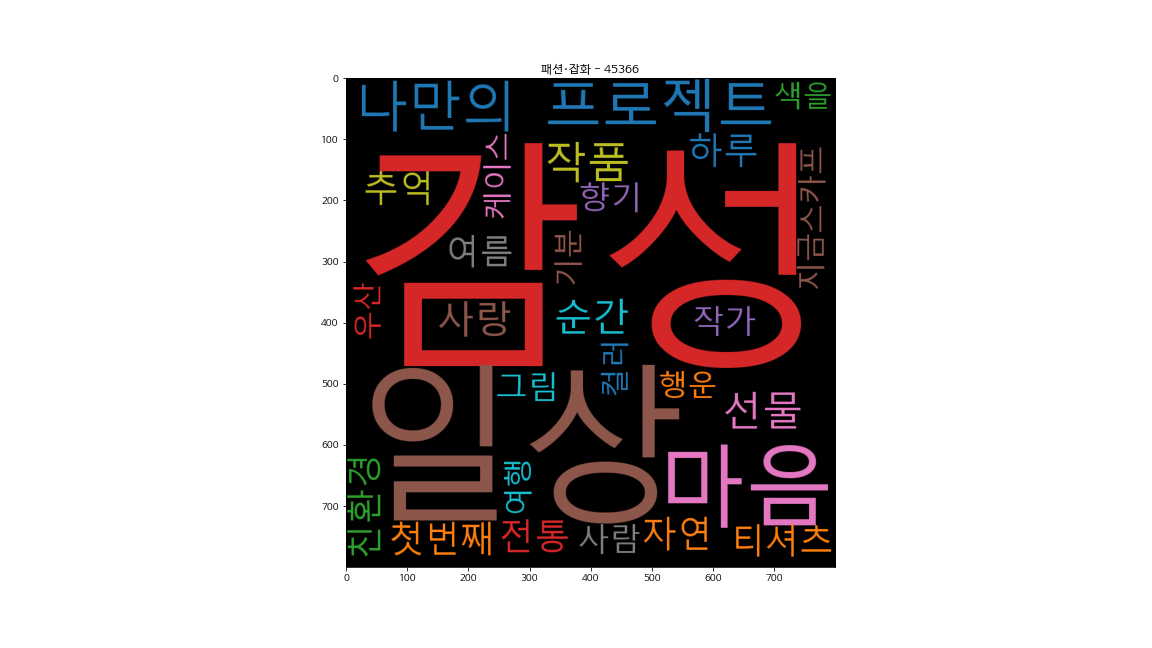 패션·잡화 - 45366
나만의 프로젝트 색을
케이스 작품 하루
추억 향기 지금스카프
감성
여름 기분
우산 사랑 순간 작가
그림 컬러 행운
선물
일상
마음
친환경 여행
첫번째 전통 사람 자연 티셔츠
0
100
200
300
400
500
600
700
0 100 200 300 400 500 600 700